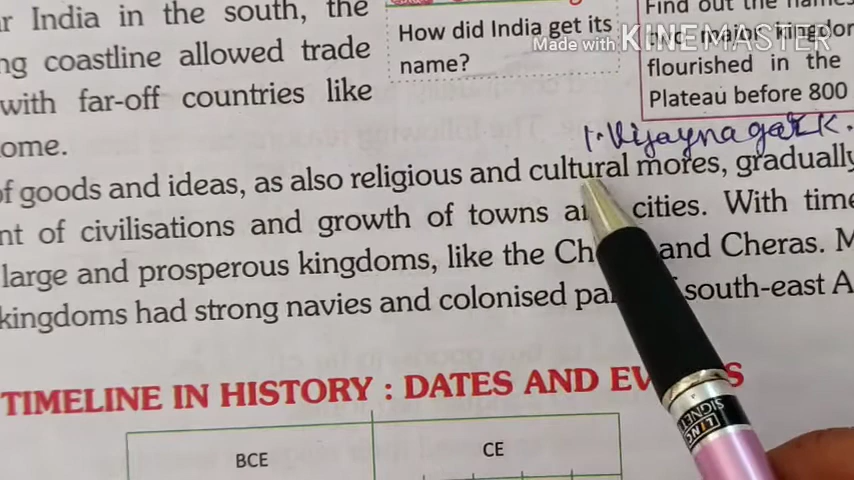 r India in the south, the
ng coastline allowed trade
with far-off countries like
ome.
How did India get its
name?
Find out the names
two major kingdom
flourished in the
Plateau before 800
Made with KINEMASTER
1. Vijaynagar K.
of goods and ideas, as also religious and cultural mores, gradually
nt of civilisations and growth of towns and cities. With time
large and prosperous kingdoms, like the Ch and Cheras. M
kingdoms had strong navies and colonised pa south-east A
TIMELINE IN HISTORY : DATES AND EV S
BCE
CE
LINC
SIGNET